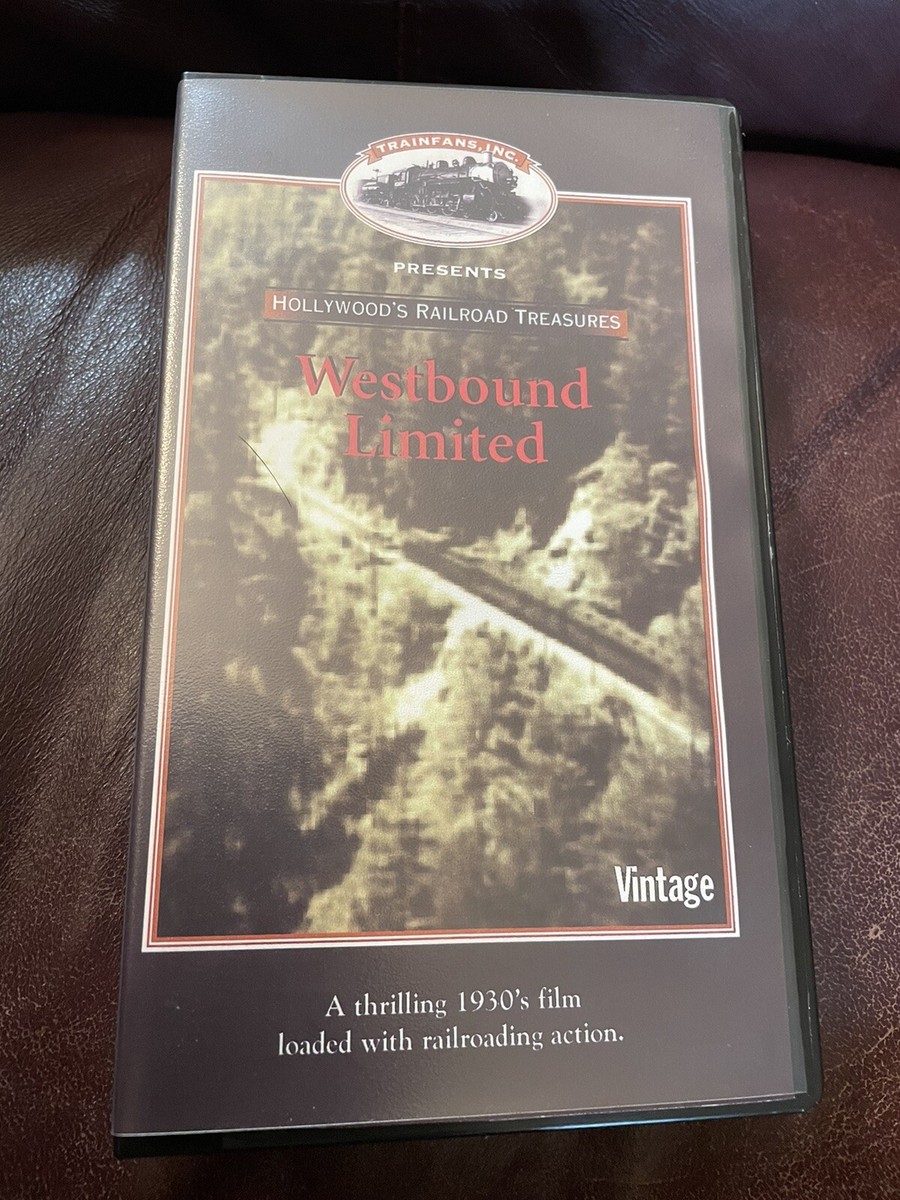 TRAINFANS, INC.
PRESENTS
HOLLYWOOD'S RAILROAD TREASURES
Westbound
Limited
Vintage
A thrilling 1930's film
loaded with railroading action.